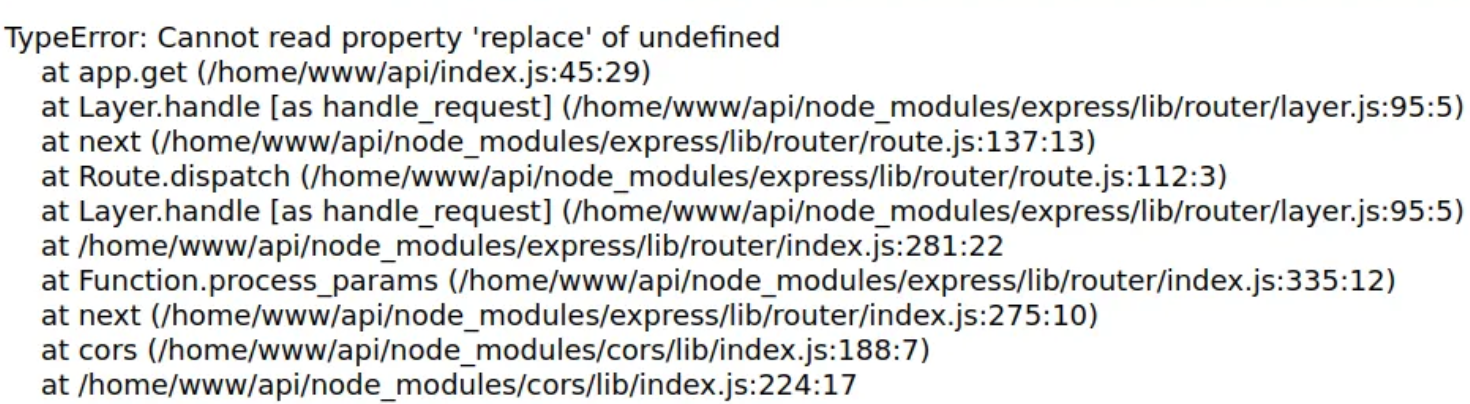 TypeError: Cannot read property 'replace' of undefined
at app.get (/home/www/api/index.js:45:29)
at Layer.handle [as handle_request] (/home/www/api/node_modules/express/lib/router/layer.js:95:5)
at next (/home/www/api/node_modules/express/lib/router/route.js:137:13)
at Route.dispatch (/home/www/api/node_modules/express/lib/router/route.js:112:3)
at Layer.handle [as handle_request] (/home/www/api/node_modules/express/lib/router/layer.js:95:5)
at /home/www/api/node_modules/express/lib/router/index.js:281:22
at Function.process_params (/home/www/api/node_modules/express/lib/router/index.js:335:12)
at next (/home/www/api/node_modules/express/lib/router/index.js:275:10)
at cors (/home/www/api/node_modules/cors/lib/index.js:188:7)
at /home/www/api/node_modules/cors/lib/index.js:224:17